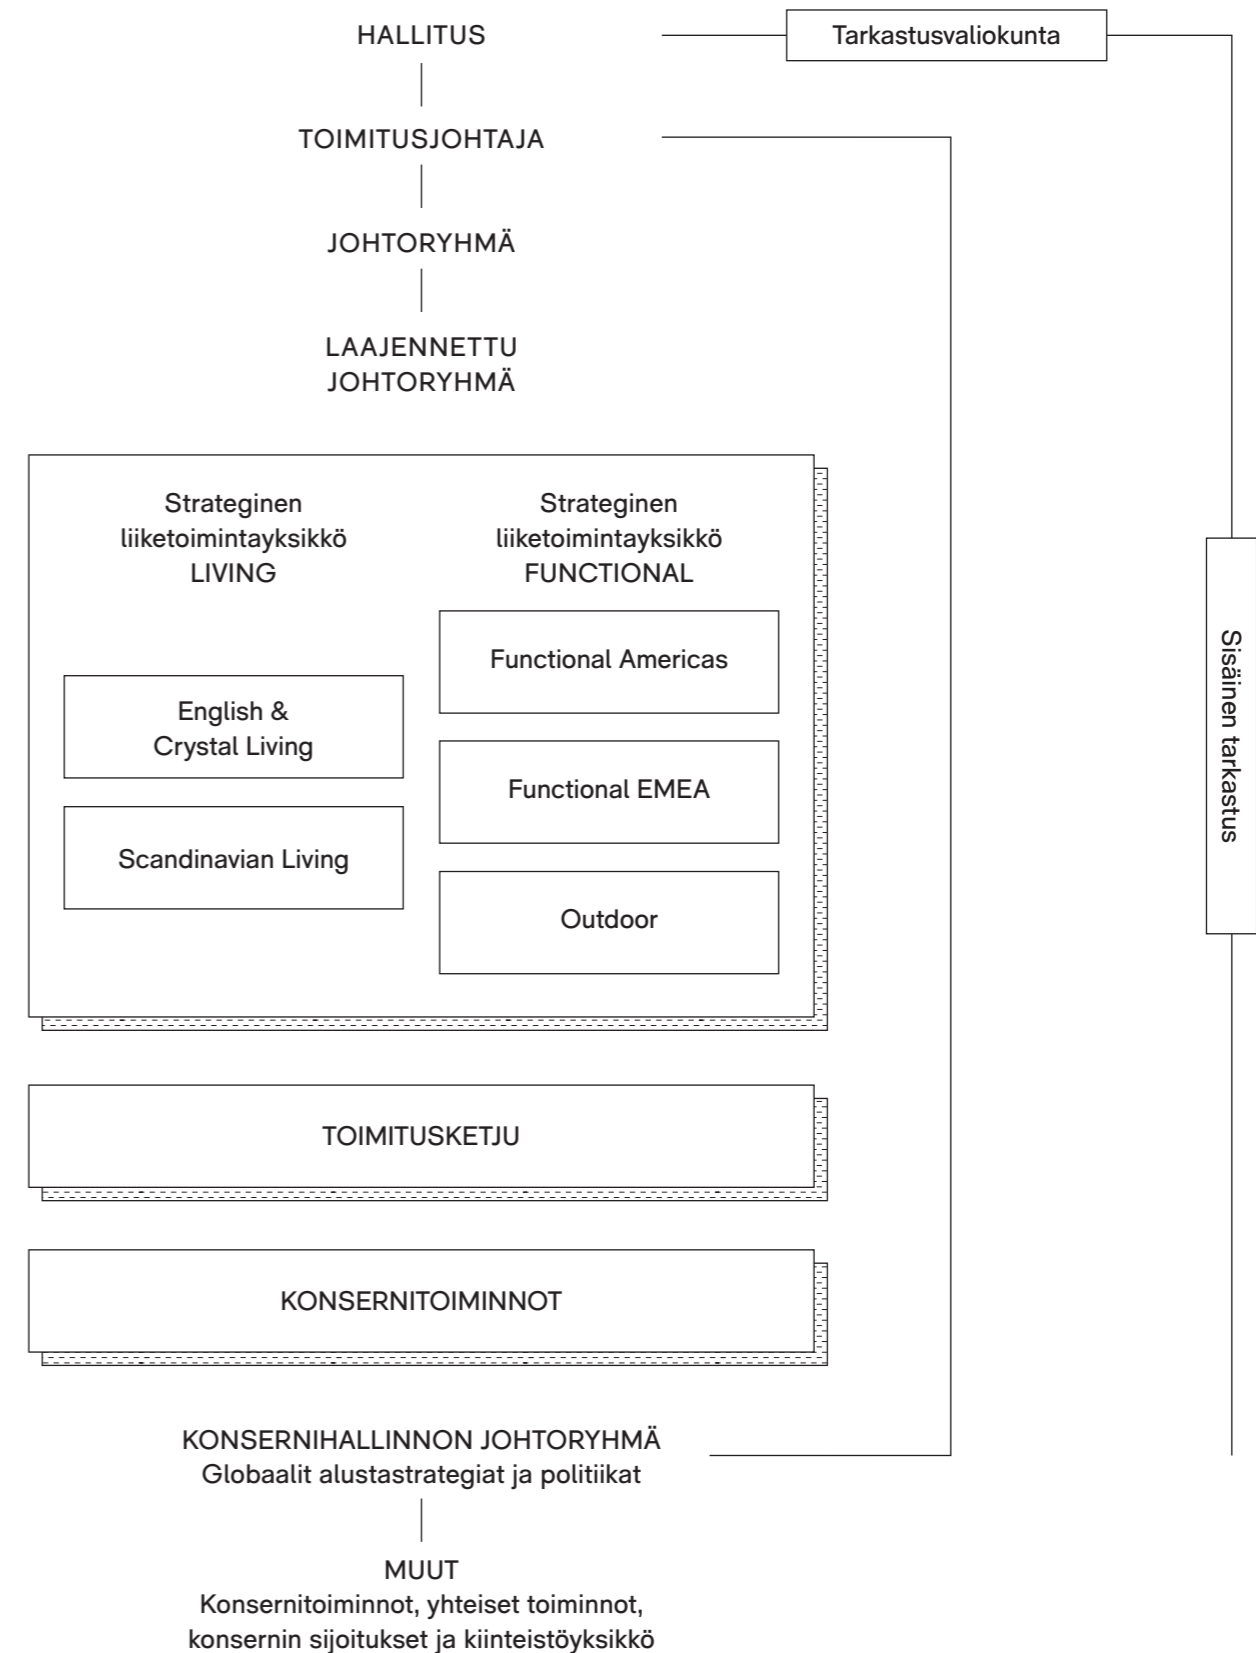 HALLITUS
Tarkastusvaliokunta
TOIMITUSJOHTAJA
JOHTORYHMÄ
LAAJENNETTU
JOHTORYHMÄ
Strateginen
liiketoimintayksikkö
LIVING
English &
Crystal Living
Scandinavian Living
Strateginen
liiketoimintayksikkö
FUNCTIONAL
Functional Americas
Functional EMEA
Outdoor
Sisäinen tarkastus
TOIMITUSKETJU
KONSERNITOIMINNOT
KONSERNIHALLINNON JOHTORYHMÄ
Globaalit alustastrategiat ja politiikat
MUUT
Konsernitoiminnot, yhteiset toiminnot,
konsernin sijoitukset ja kiinteistöyksikkö